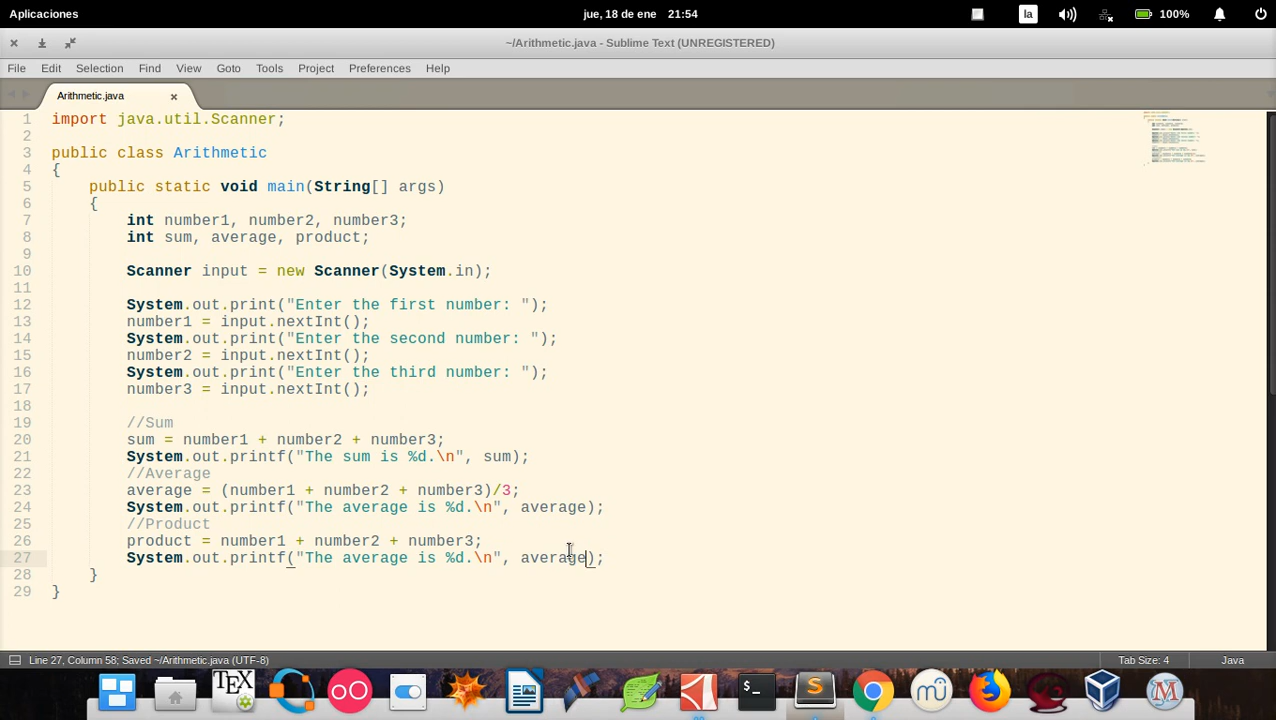 Aplicaciones
jue, 18 de ene 21:54
la
100%
~/Arithmetic.java - Sublime Text (UNREGISTERED)
File Edit Selection Find View Goto Tools Project Preferences Help
Arithmetic.java
1 import java.util.Scanner;
2
3 public class Arithmetic
4 {
5 public static void main(String[] args)
6 {
7 int number1, number2, number3;
8 int sum, average, product;
9
10 Scanner input = new Scanner(System.in);
11
12 System.out.print("Enter the first number: ");
13 number1 = input.nextInt();
14 System.out.print("Enter the second number: ");
15 number2 = input.nextInt();
16 System.out.print("Enter the third number: ");
17 number3 = input.nextInt();
18
19 //Sum
20 sum = number1 + number2 + number3;
21 System.out.printf("The sum is %d.\n", sum);
22 //Average
23 average = (number1 + number2 + number3)/3;
24 System.out.printf("The average is %d.\n", average);
25 //Product
26 product = number1 + number2 + number3;
27 System.out.printf("The average is %d.\n", average);
28 }
29 }
Line 27, Column 58; Saved ~/Arithmetic.java (UTF-8)
Tab Size: 4
Java
TEX